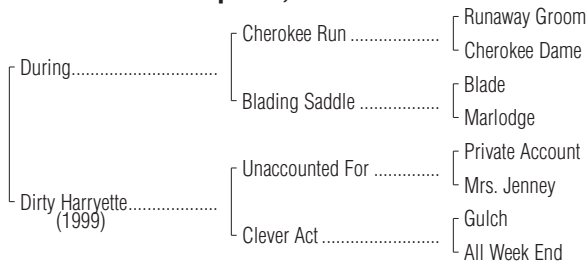 Runaway Groom
Cherokee Run
Cherokee Dame
During
Blade
Blading Saddle
Marlodge
Private Account
Unaccounted For
Mrs. Jenney
Dirty Harryette
(1999)
Gulch
Clever Act
All Week End